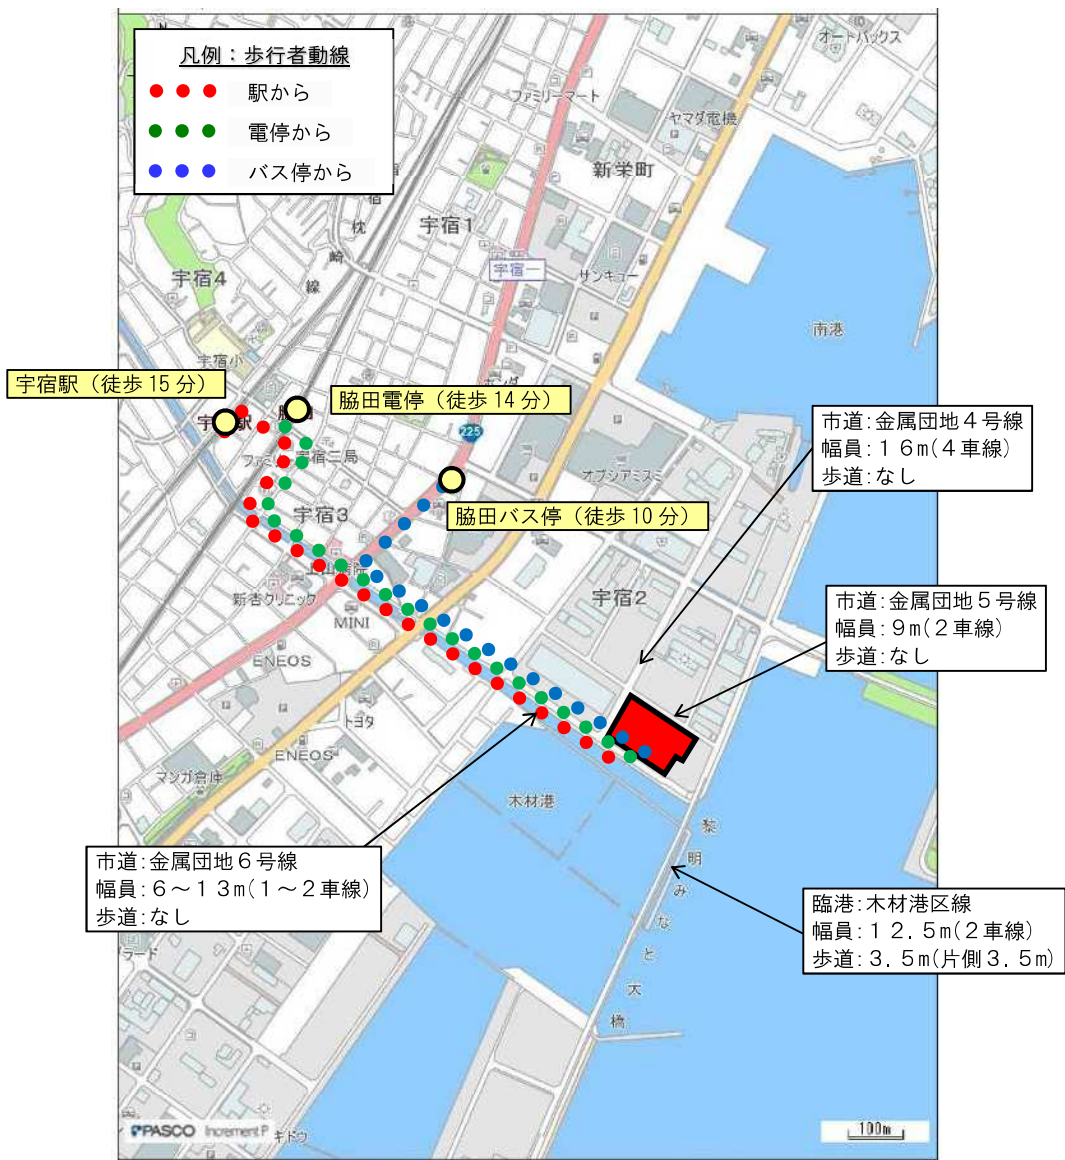 凡例：歩行者動線
駅から
電停から
バス停から
オートバックス
ファミリーマート
ヤマダ電機
新栄町
宇宿1
枕
崎
線
宇宿一
サンキュー
宇宿4
南港
宇宿小
宇宿駅（徒歩15分）
脇田電停（徒歩14分）
ホンダ
225
オプシアミスミ
脇田バス停（徒歩10分）
宇宿3
市道:金属団地4号線
幅員:16m(4車線)
歩道:なし
新杏クリニック
MINI
宇宿2
市道:金属団地5号線
幅員:9m(2車線)
歩道:なし
ENEOS
トヨタ
ENEOS
マンガ倉庫
木材港
黎明みなと大橋
市道:金属団地6号線
幅員:6～13m(1～2車線)
歩道:なし
臨港:木材港区線
幅員:12.5m(2車線)
歩道:3.5m(片側3.5m)
ラード
キドウ
PASCO Increment P
100m